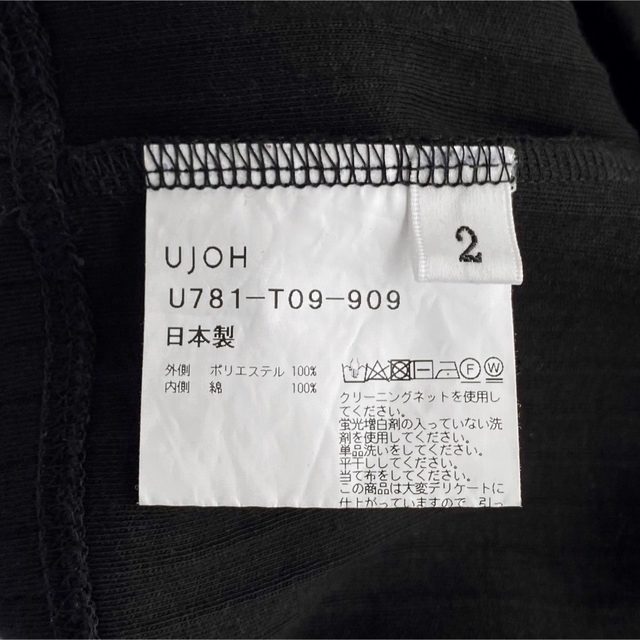 2
UJOH
U781-T09-909
日本製
外側 ポリエステル 100%
内側 綿 100%
F W
クリーニングネットを使用し
てください。
蛍光増白剤の入っていない洗
剤を使用してください。
単品洗いをしてください。
平干ししてください。
当て布をしてください。
この商品は大変デリケートに
仕上がっていますので、引っ